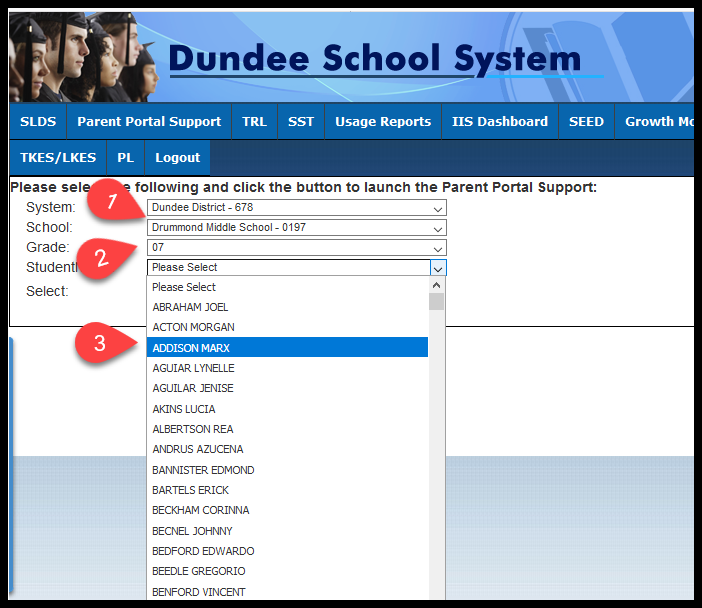 Dundee School System
SLDS Parent Portal Support TRL SST Usage Reports IIS Dashboard SEED Growth Mo
TKES/LKES PL Logout
Please sele e following and click the button to launch the Parent Portal Support:
1
System: Dundee District - 678
School: Drummond Middle School - 0197
2
Grade: 07
Student Please Select
Select:
Please Select
ABRAHAM JOEL
ACTON MORGAN
3
ADDISON MARX
AGUIAR LYNELLE
AGUILAR JENISE
AKINS LUCIA
ALBERTSON REA
ANDRUS AZUCENA
BANNISTER EDMOND
BARTELS ERICK
BECKHAM CORINNA
BECNEL JOHNNY
BEDFORD EDWARDO
BEEDLE GREGORIO
BENFORD VINCENT